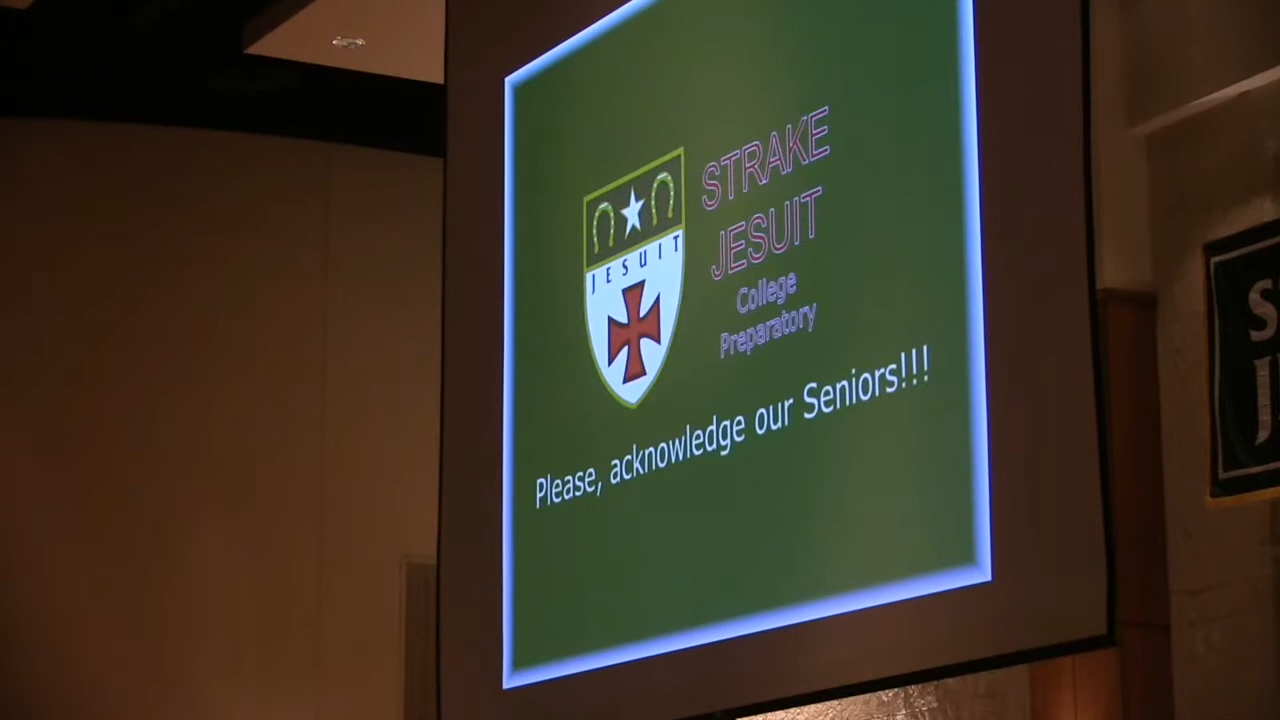 STRAKE
JESUIT
College
Preparatory
JESUIT
Please, acknowledge our Seniors!!!